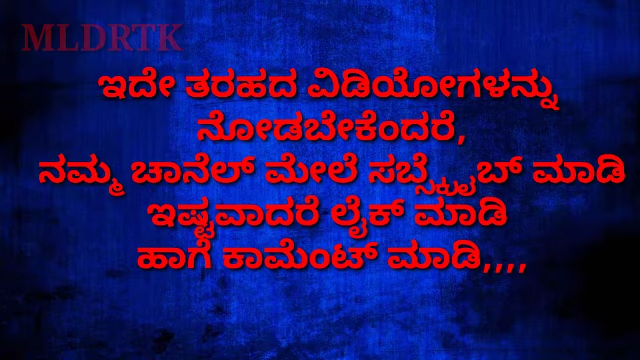 MLDRTK
ಇದೇ ತರಹದ ವಿಡಿಯೋಗಳನ್ನು
ನೋಡಬೇಕೆಂದರೆ,
ನಮ್ಮ ಚಾನೆಲ್ ಮೇಲೆ ಸಬ್ಸ್ಕ್ರೈಬ್ ಮಾಡಿ
ಇಷ್ಟವಾದರೆ ಲೈಕ್ ಮಾಡಿ
ಹಾಗೆ ಕಾಮೆಂಟ್ ಮಾಡಿ,,,,